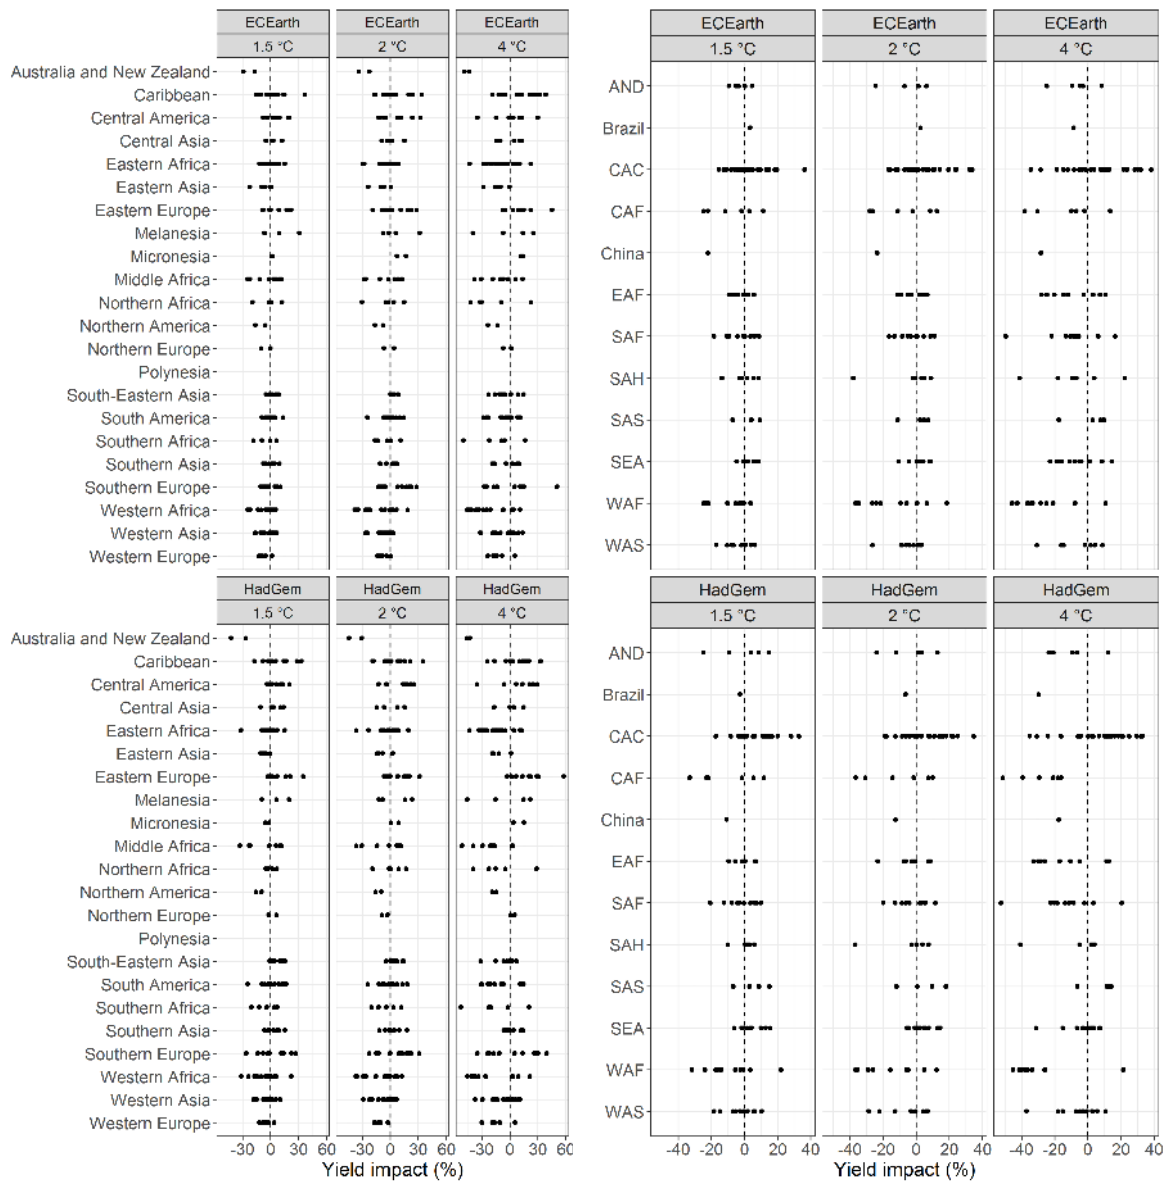 ECEarth ECEarth ECEarth
1.5 °C 2 °C 4 °C
Australia and New Zealand
Caribbean
Central America
Central Asia
Eastern Africa
Eastern Asia
Eastern Europe
Melanesia
Micronesia
Middle Africa
Northern Africa
Northern America
Northern Europe
Polynesia
South-Eastern Asia
South America
Southern Africa
Southern Asia
Southern Europe
Western Africa
Western Asia
Western Europe
HadGem HadGem HadGem
1.5 °C 2 °C 4 °C
Australia and New Zealand
Caribbean
Central America
Central Asia
Eastern Africa
Eastern Asia
Eastern Europe
Melanesia
Micronesia
Middle Africa
Northern Africa
Northern America
Northern Europe
Polynesia
South-Eastern Asia
South America
Southern Africa
Southern Asia
Southern Europe
Western Africa
Western Asia
Western Europe
-30 0 30 60 -30 0 30 60 -30 0 30 60
Yield impact (%)
ECEarth ECEarth ECEarth
1.5 °C 2 °C 4 °C
AND
Brazil
CAC
CAF
China
EAF
SAF
SAH
SAS
SEA
WAF
WAS
HadGem HadGem HadGem
1.5 °C 2 °C 4 °C
AND
Brazil
CAC
CAF
China
EAF
SAF
SAH
SAS
SEA
WAF
WAS
-40 -20 0 20 40 -40 -20 0 20 40 -40 -20 0 20 40
Yield impact (%)